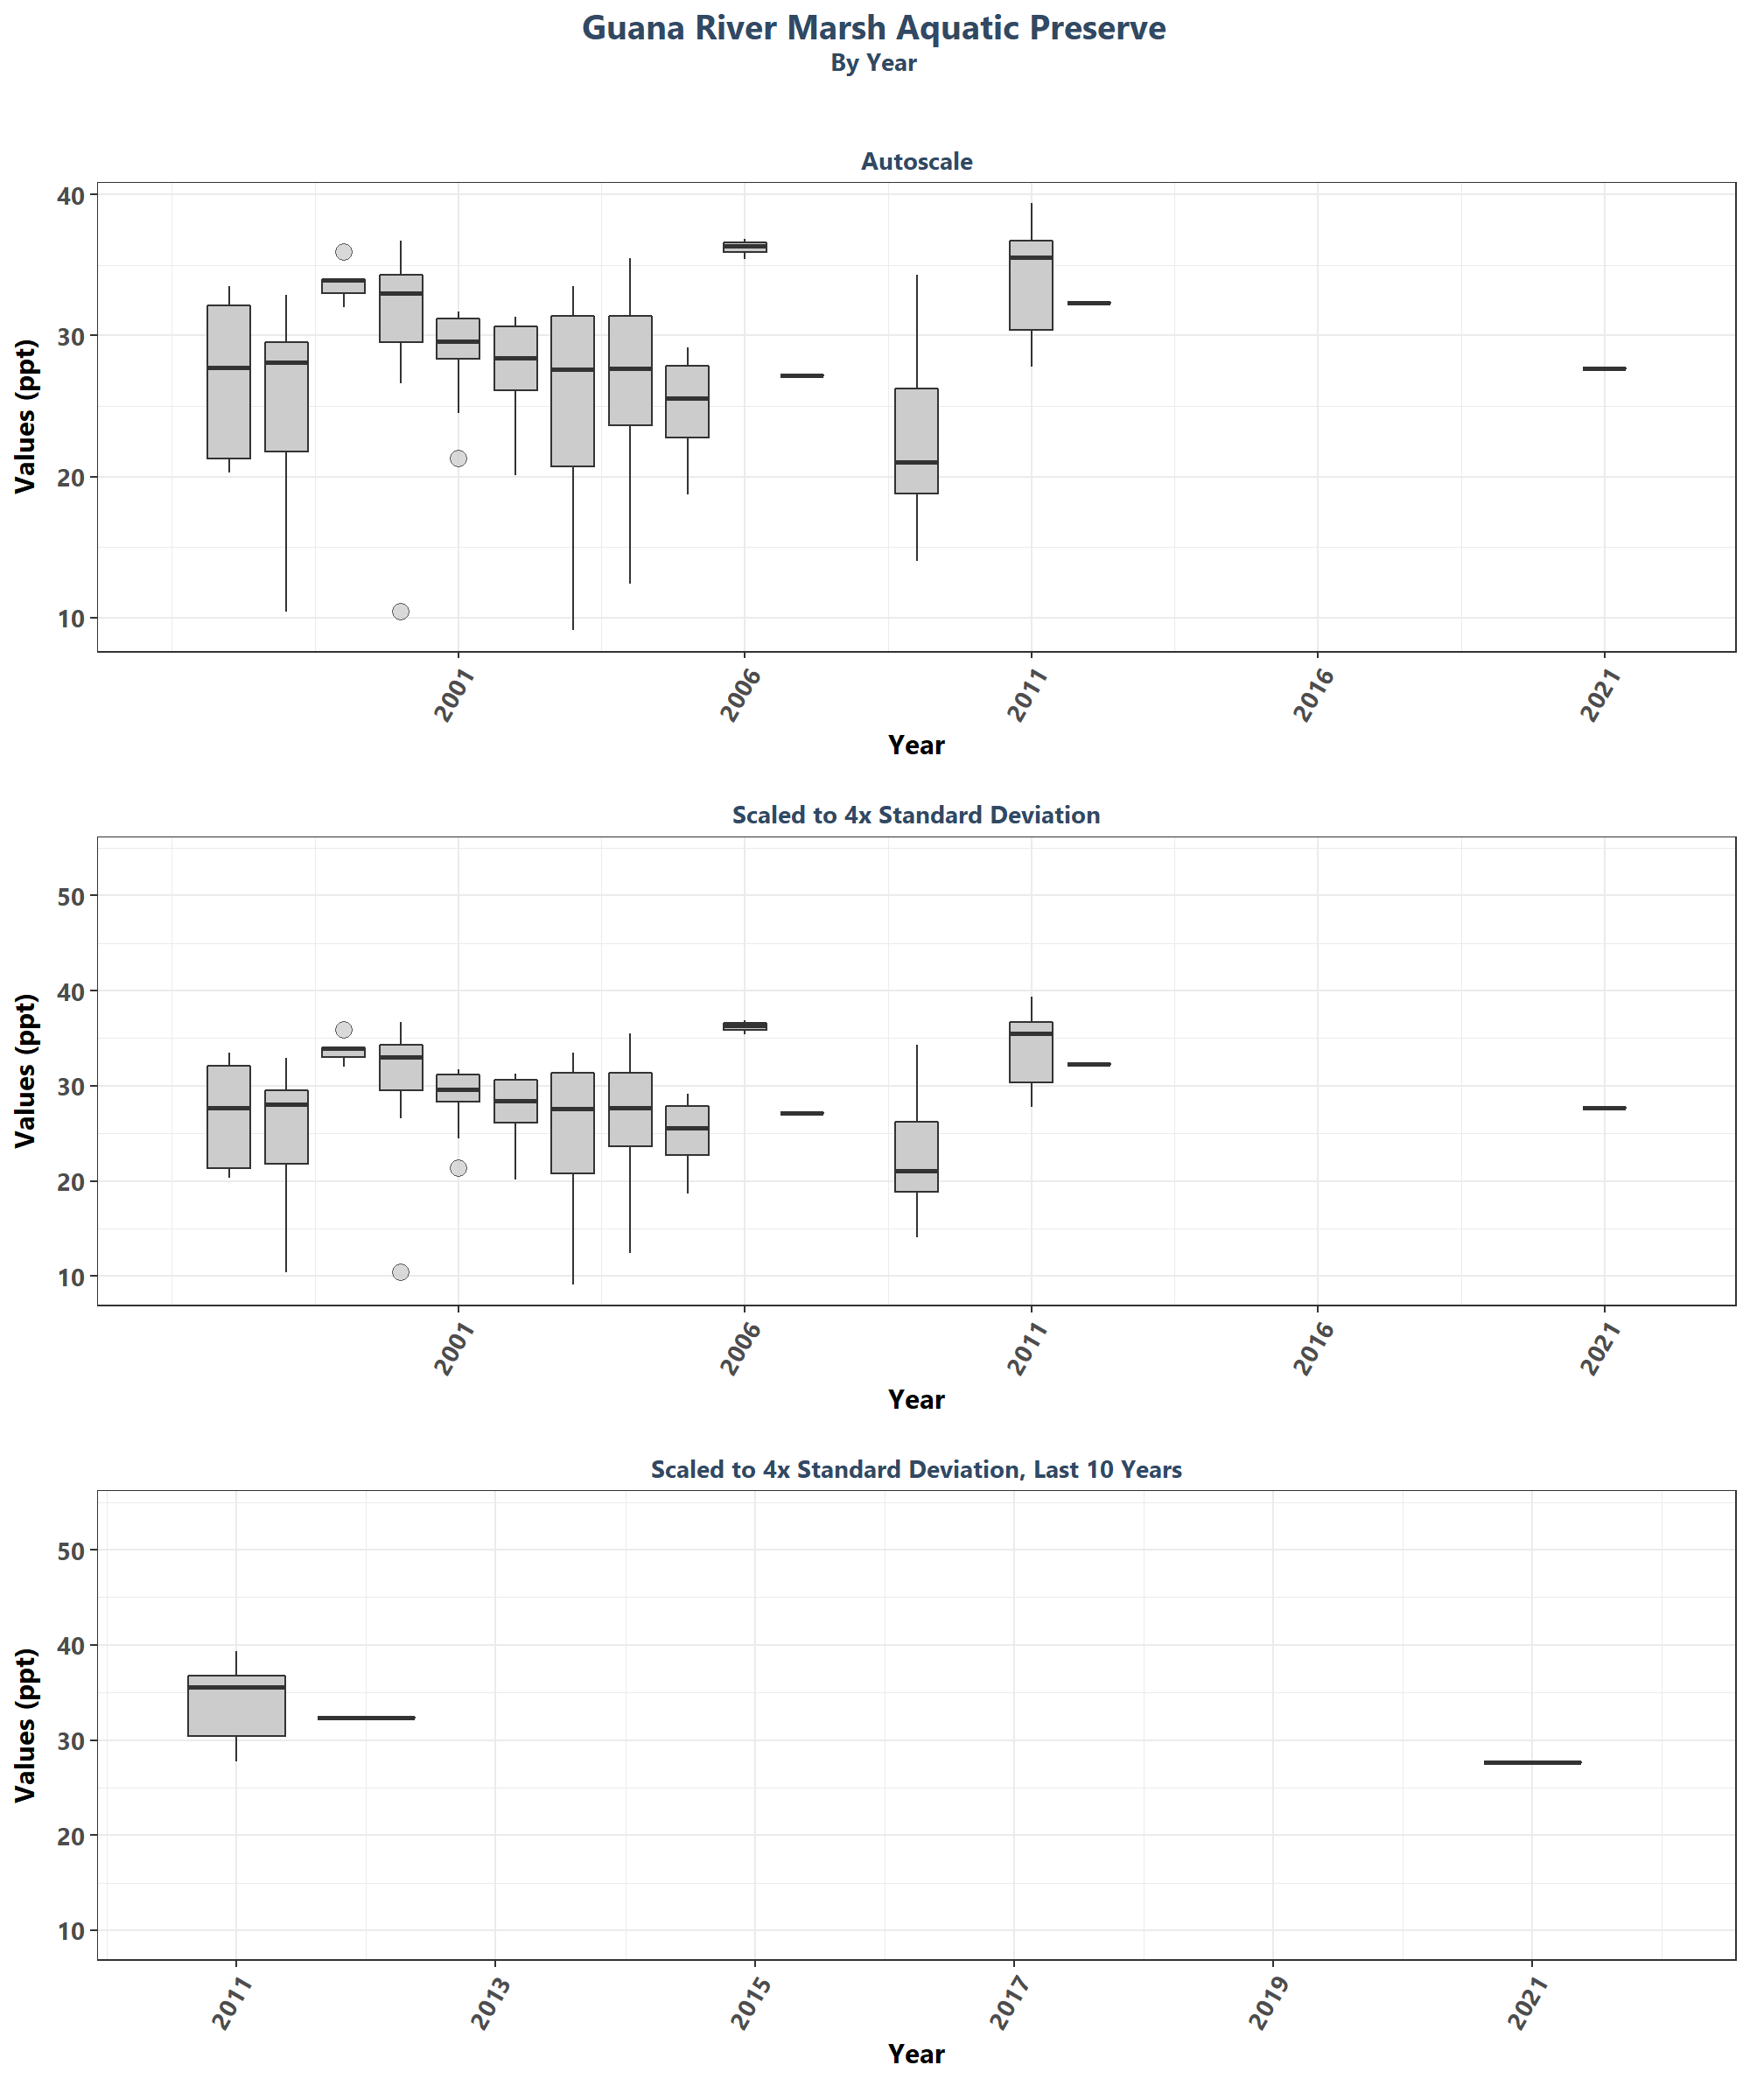 Guana River Marsh Aquatic Preserve
By Year
Autoscale
Values (ppt)
40
30
20
10
2001 2006 2011 2016 2021
Year
Scaled to 4x Standard Deviation
Values (ppt)
50
40
30
20
10
2001 2006 2011 2016 2021
Year
Scaled to 4x Standard Deviation, Last 10 Years
Values (ppt)
50
40
30
20
10
2011 2013 2015 2017 2019 2021
Year